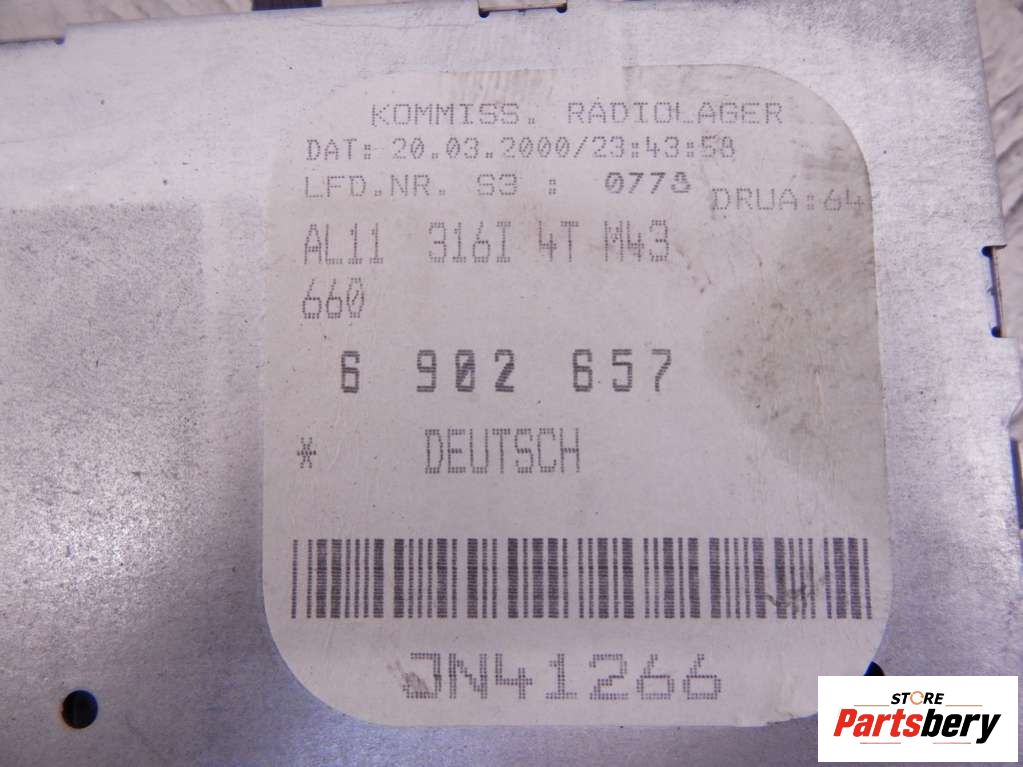 KOMMISS. RADIOLAGER
DAT: 20.03.2000/23:43:58
LFD.NR. S3 : 0778
DRUA:64
AL11 316I 4T M43
660
6 902 657
* DEUTSCH
JN41266
STORE
Partsbery